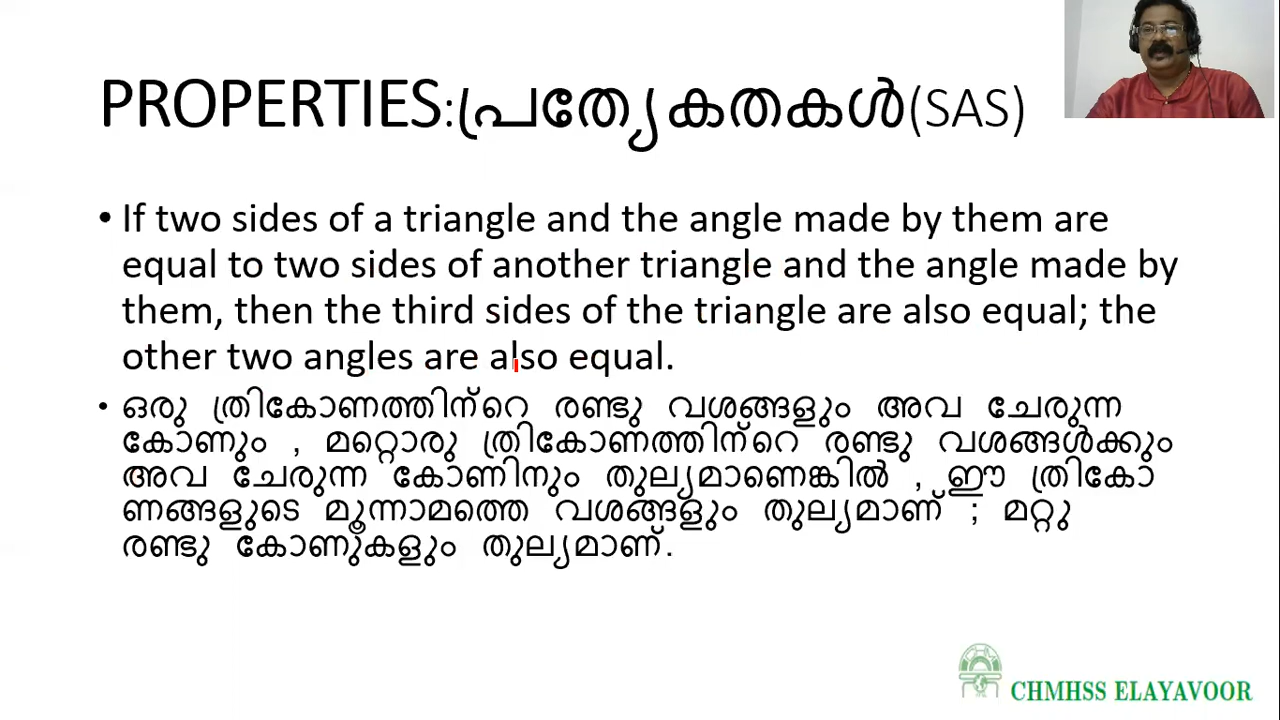 PROPERTIES:പ്രത്യേകതകൾ(SAS)
• If two sides of a triangle and the angle made by them are
equal to two sides of another triangle and the angle made by
them, then the third sides of the triangle are also equal; the
other two angles are also equal.
• ഒരു ത്രികോണത്തിന്റെ രണ്ടു വശങ്ങളും അവ ചേരുന്ന
കോണും , മറ്റൊരു ത്രികോണത്തിന്റെ രണ്ടു വശങ്ങൾക്കും
അവ ചേരുന്ന കോണിനും തുല്യമാണെങ്കിൽ , ഈ ത്രികോ
ണങ്ങളുടെ മൂന്നാമത്തെ വശങ്ങളും തുല്യമാണ് ; മറ്റു
രണ്ടു കോണുകളും തുല്യമാണ്.
CHMHSS ELAYAVOOR